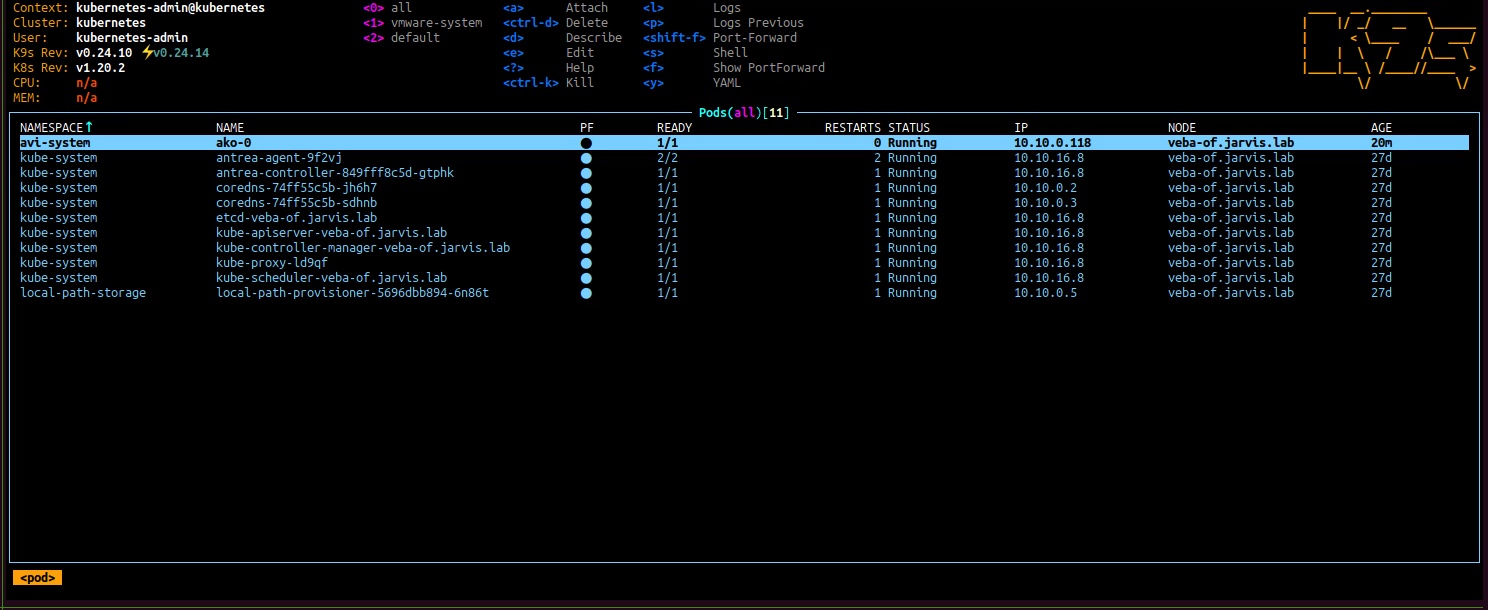 Context: kubernetes-admin@kubernetes <0> all <a> Attach <l> Logs
Cluster: kubernetes <1> vmware-system <ctrl-d> Delete <p> Logs Previous
User: kubernetes-admin <2> default <d> Describe <shift-f> Port-Forward
K9s Rev: v0.24.10 ⚡v0.24.14 <e> Edit <s> Shell
K8s Rev: v1.20.2 <?> Help <f> Show PortForward
CPU: n/a <ctrl-k> Kill <y> YAML
MEM: n/a
Pods(all)[11]
NAMESPACE↑ NAME PF READY RESTARTS STATUS IP NODE AGE
avi-system ako-0 ● 1/1 0 Running 10.10.0.118 veba-of.jarvis.lab 20m
kube-system antrea-agent-9f2vj ● 2/2 2 Running 10.10.16.8 veba-of.jarvis.lab 27d
kube-system antrea-controller-849fff8c5d-gtphk ● 1/1 1 Running 10.10.16.8 veba-of.jarvis.lab 27d
kube-system coredns-74ff55c5b-jh6h7 ● 1/1 1 Running 10.10.0.2 veba-of.jarvis.lab 27d
kube-system coredns-74ff55c5b-sdhnb ● 1/1 1 Running 10.10.0.3 veba-of.jarvis.lab 27d
kube-system etcd-veba-of.jarvis.lab ● 1/1 1 Running 10.10.16.8 veba-of.jarvis.lab 27d
kube-system kube-apiserver-veba-of.jarvis.lab ● 1/1 1 Running 10.10.16.8 veba-of.jarvis.lab 27d
kube-system kube-controller-manager-veba-of.jarvis.lab ● 1/1 1 Running 10.10.16.8 veba-of.jarvis.lab 27d
kube-system kube-proxy-ld9qf ● 1/1 1 Running 10.10.16.8 veba-of.jarvis.lab 27d
kube-system kube-scheduler-veba-of.jarvis.lab ● 1/1 1 Running 10.10.16.8 veba-of.jarvis.lab 27d
local-path-storage local-path-provisioner-5696dbb894-6n86t ● 1/1 1 Running 10.10.0.5 veba-of.jarvis.lab 27d
<pod>